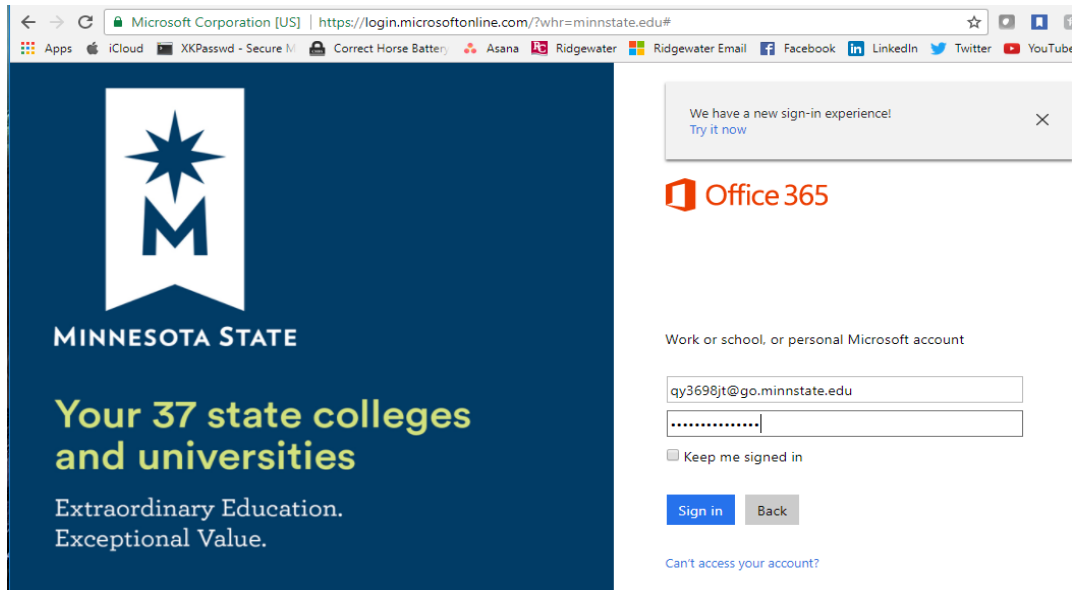 Microsoft Corporation [US] | https://login.microsoftonline.com/?whr=minnstate.edu#
Apps iCloud XKPasswd - Secure M Correct Horse Battery Asana RC Ridgewater Ridgewater Email Facebook LinkedIn Twitter YouTube
We have a new sign-in experience!
Try it now
Office 365
M
MINNESOTA STATE
Your 37 state colleges
and universities
Extraordinary Education.
Exceptional Value.
Work or school, or personal Microsoft account
qy3698jt@go.minnstate.edu
•••••••••••••••
Keep me signed in
Sign in Back
Can't access your account?